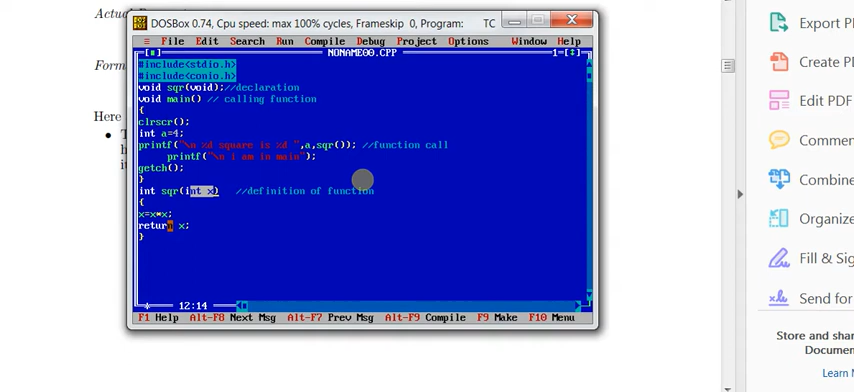 Actual
DOSBox 0.74, Cpu speed: max 100% cycles, Frameskip 0, Program: TC
≡ File Edit Search Run Compile Debug Project Options Window Help
NONAME00.CPP 1=[↕]
#include<stdio.h>
#include<conio.h>
void sqr(void);//declaration
void main() // calling function
{
clrscr();
int a=4;
printf("\n %d square is %d ",a,sqr()); //function call
printf("\n i am in main");
getch();
}
int sqr(int x) //definition of function
{
x=x*x;
return x;
}
12:14
F1 Help Alt-F8 Next Msg Alt-F7 Prev Msg Alt-F9 Compile F9 Make F10 Menu
Form
Here
Export P
Create P
Edit PDF
Commen
Combine
Organize
Fill & Sig
Send for
Store and share
Documen
Learn M